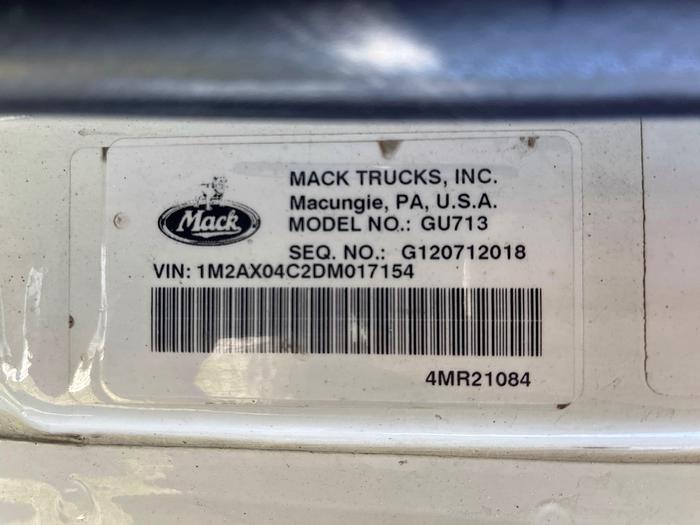 MACK TRUCKS, INC.
Macungie, PA, U.S.A.
Mack
MODEL NO.: GU713
SEQ. NO.: G120712018
VIN: 1M2AX04C2DM017154
4MR21084